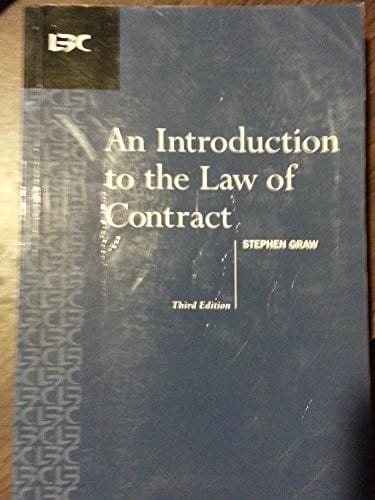 LBC
An Introduction
to the Law of
Contract
STEPHEN GRAW
Third Edition